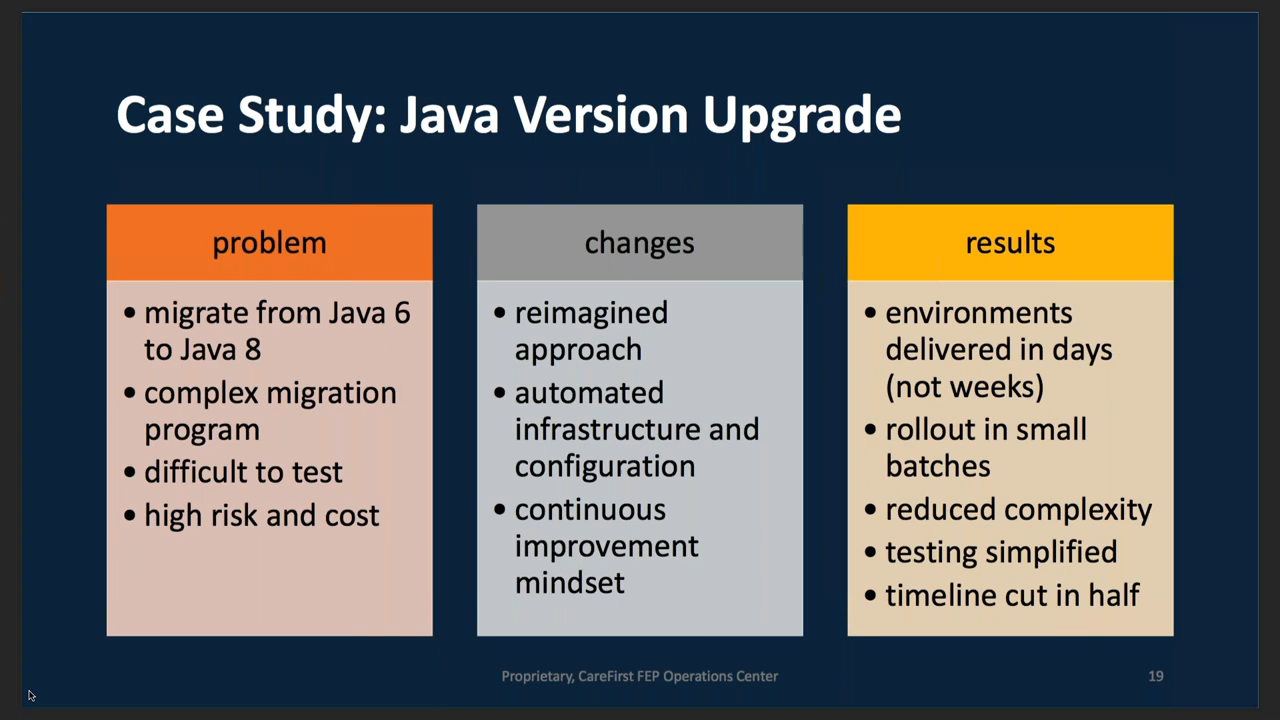 Case Study: Java Version Upgrade
problem
• migrate from Java 6
to Java 8
• complex migration
program
• difficult to test
• high risk and cost
changes
• reimagined
approach
• automated
infrastructure and
configuration
• continuous
improvement
mindset
results
• environments
delivered in days
(not weeks)
• rollout in small
batches
• reduced complexity
• testing simplified
• timeline cut in half
Proprietary, CareFirst FEP Operations Center
19